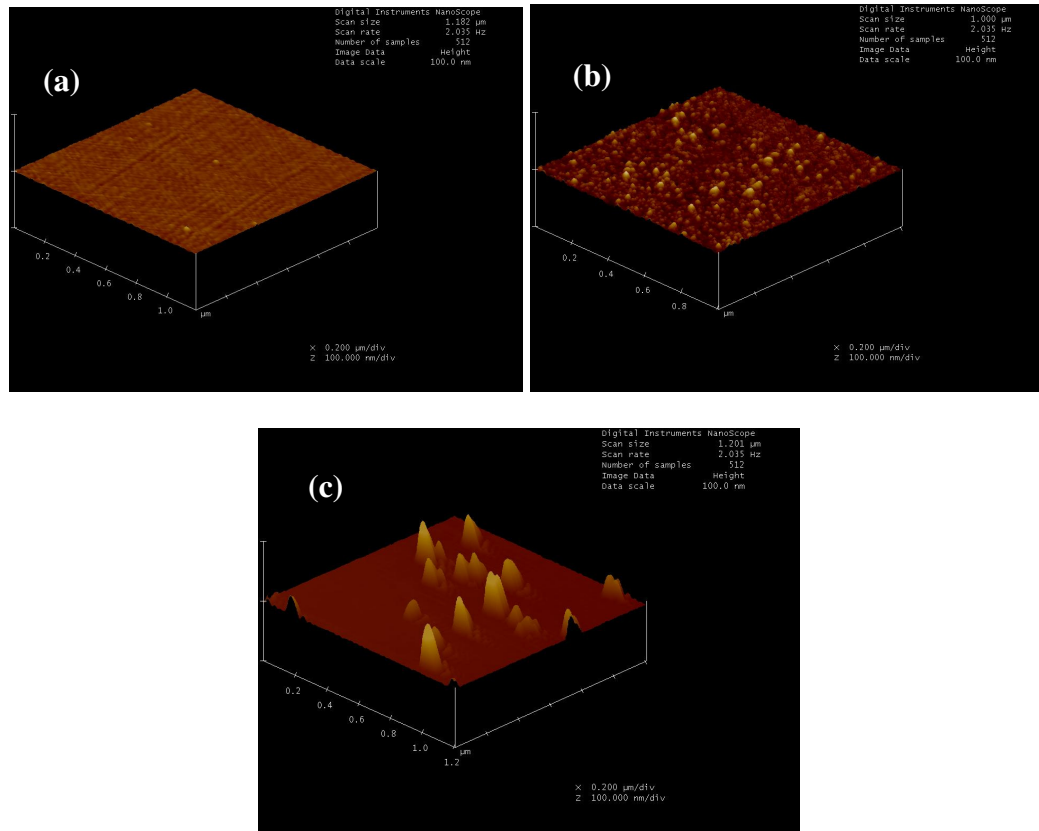 Digital Instruments NanoScope
Scan size 1.182 µm
Scan rate 2.035 Hz
Number of samples 512
Image Data Height
Data scale 100.0 nm
(a)
0.2
0.4
0.6
0.8
1.0
µm
X 0.200 µm/div
Z 100.000 nm/div
Digital Instruments NanoScope
Scan size 1.000 µm
Scan rate 2.035 Hz
Number of samples 512
Image Data Height
Data scale 100.0 nm
(b)
0.2
0.4
0.6
0.8
µm
X 0.200 µm/div
Z 100.000 nm/div
Digital Instruments NanoScope
Scan size 1.201 µm
Scan rate 2.035 Hz
Number of samples 512
Image Data Height
Data scale 100.0 nm
(c)
0.2
0.4
0.6
0.8
1.0
µm
1.2
X 0.200 µm/div
Z 100.000 nm/div